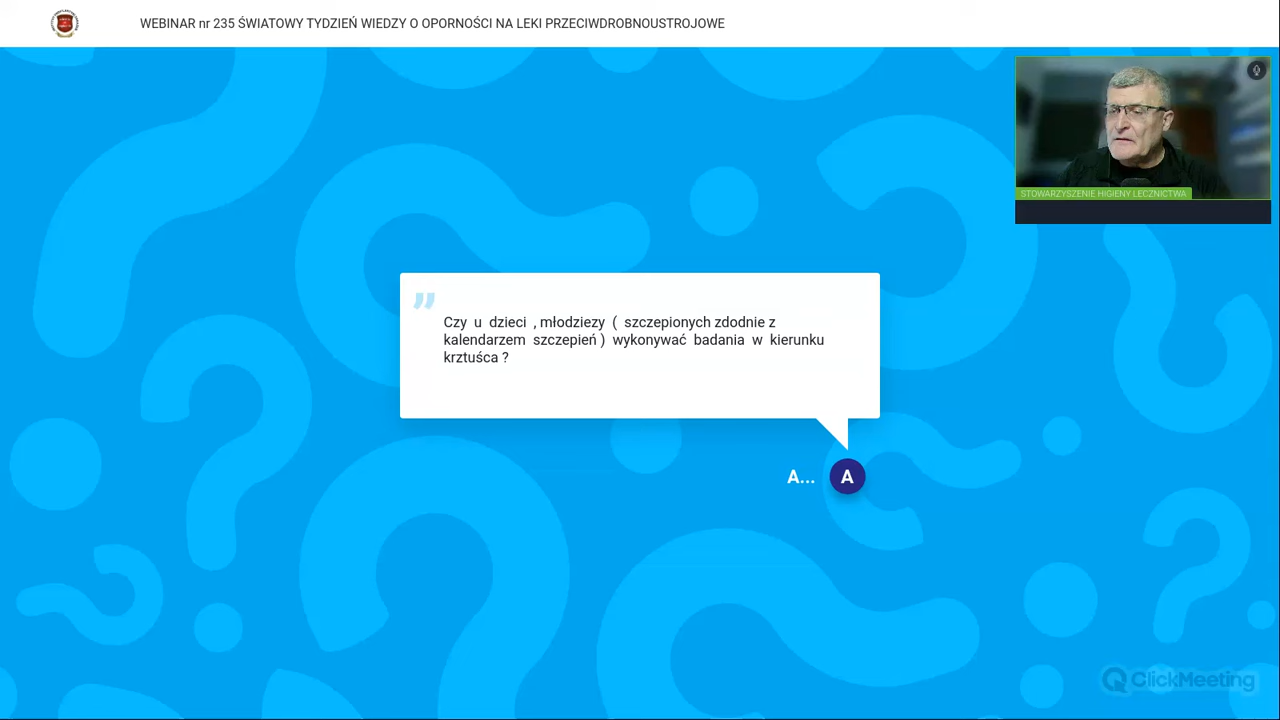 WEBINAR nr 235 ŚWIATOWY TYDZIEŃ WIEDZY O OPORNOŚCI NA LEKI PRZECIWDROBNOUSTROJOWE
STOWARZYSZENIE HIGIENY LECZNICTWA
Czy u dzieci , młodziezy ( szczepionych zdodnie z
kalendarzem szczepień ) wykonywać badania w kierunku
krztuśca ?
A... A
ClickMeeting